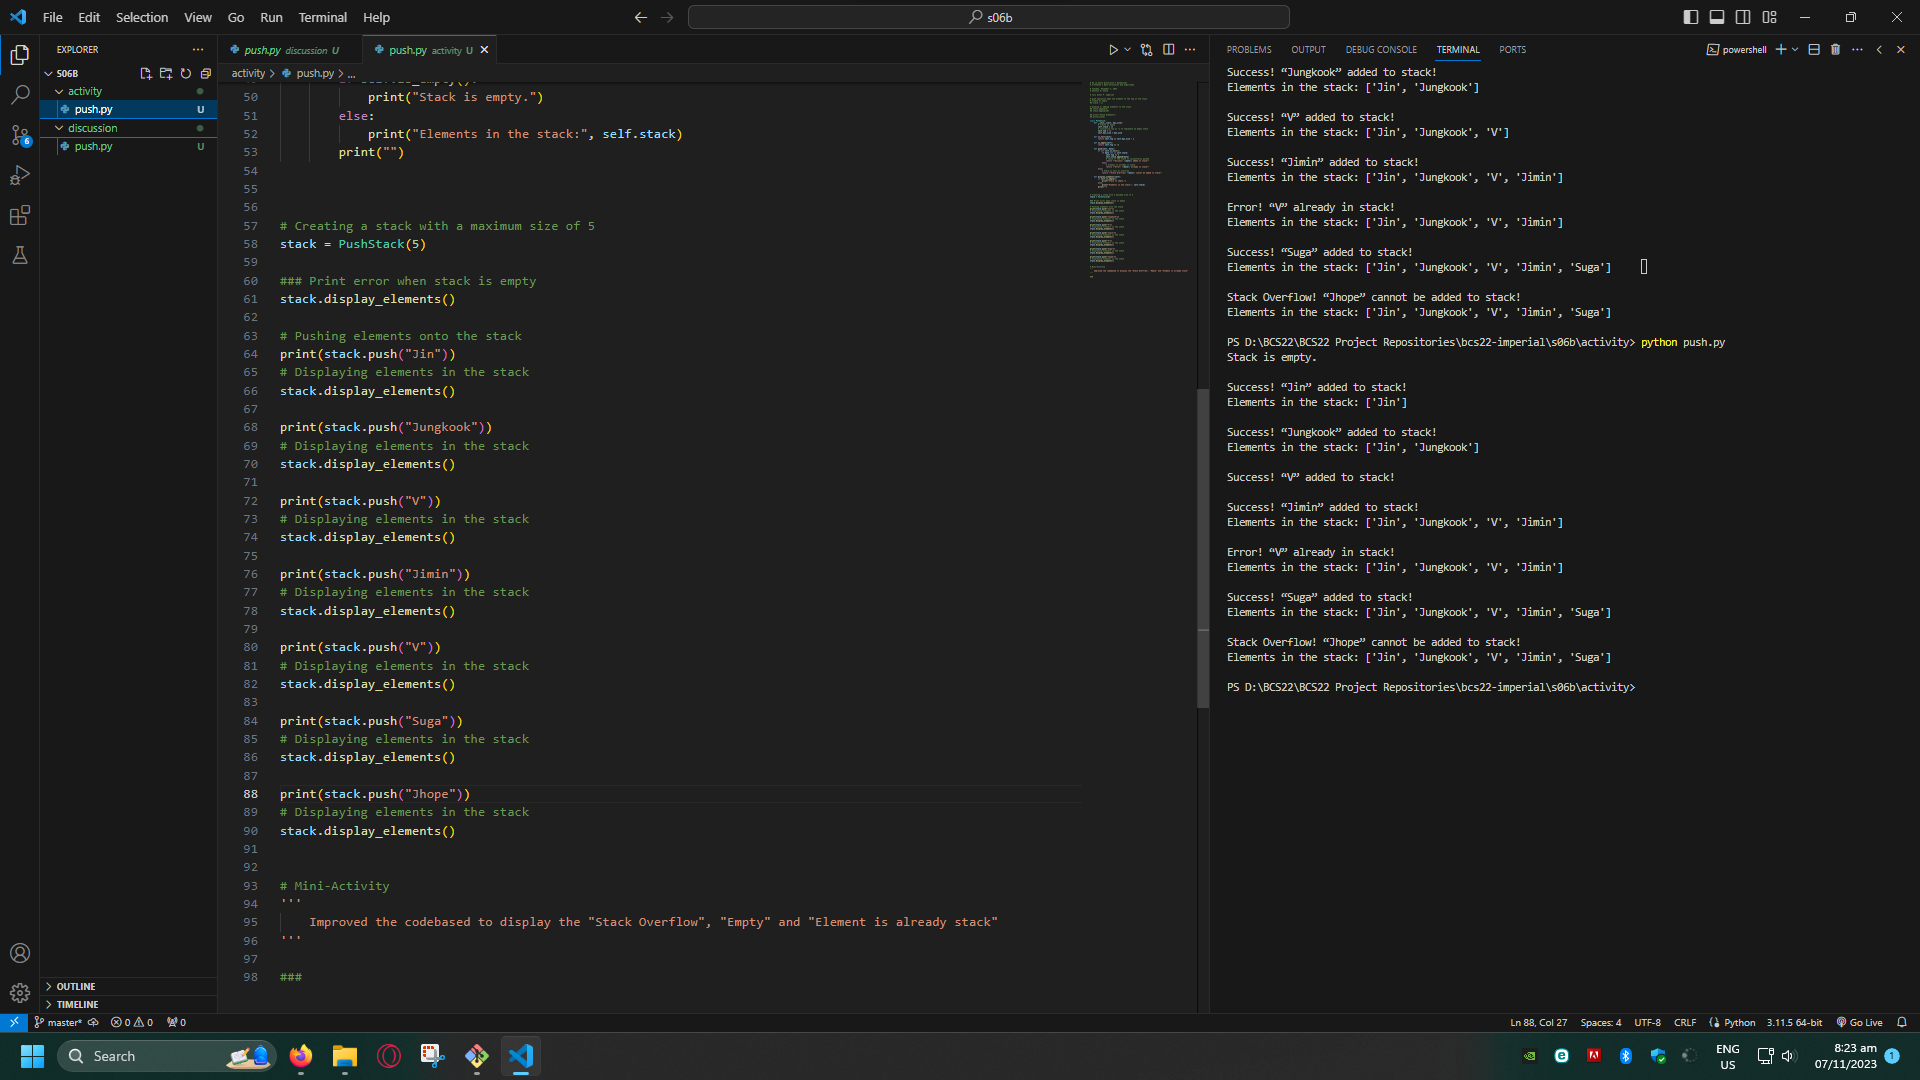 File Edit Selection View Go Run Terminal Help
s06b
EXPLORER
S06B
activity
push.py U
discussion
push.py U
OUTLINE
TIMELINE
push.py discussion U
push.py activity U
activity > push.py > ...
50 print("Stack is empty.")
51 else:
52 print("Elements in the stack:", self.stack)
53 print("")
54
55
56
57 # Creating a stack with a maximum size of 5
58 stack = PushStack(5)
59
60 ### Print error when stack is empty
61 stack.display_elements()
62
63 # Pushing elements onto the stack
64 print(stack.push("Jin"))
65 # Displaying elements in the stack
66 stack.display_elements()
67
68 print(stack.push("Jungkook"))
69 # Displaying elements in the stack
70 stack.display_elements()
71
72 print(stack.push("V"))
73 # Displaying elements in the stack
74 stack.display_elements()
75
76 print(stack.push("Jimin"))
77 # Displaying elements in the stack
78 stack.display_elements()
79
80 print(stack.push("V"))
81 # Displaying elements in the stack
82 stack.display_elements()
83
84 print(stack.push("Suga"))
85 # Displaying elements in the stack
86 stack.display_elements()
87
88 print(stack.push("Jhope"))
89 # Displaying elements in the stack
90 stack.display_elements()
91
92
93 # Mini-Activity
94 '''
95 Improved the codebased to display the "Stack Overflow", "Empty" and "Element is already stack"
96 '''
97
98 ###
PROBLEMS OUTPUT DEBUG CONSOLE TERMINAL PORTS
powershell
Success! “Jungkook” added to stack!
Elements in the stack: ['Jin', 'Jungkook']
Success! “V” added to stack!
Elements in the stack: ['Jin', 'Jungkook', 'V']
Success! “Jimin” added to stack!
Elements in the stack: ['Jin', 'Jungkook', 'V', 'Jimin']
Error! “V” already in stack!
Elements in the stack: ['Jin', 'Jungkook', 'V', 'Jimin']
Success! “Suga” added to stack!
Elements in the stack: ['Jin', 'Jungkook', 'V', 'Jimin', 'Suga']
Stack Overflow! “Jhope” cannot be added to stack!
Elements in the stack: ['Jin', 'Jungkook', 'V', 'Jimin', 'Suga']
PS D:\BCS22\BCS22 Project Repositories\bcs22-imperial\s06b\activity> python push.py
Stack is empty.
Success! “Jin” added to stack!
Elements in the stack: ['Jin']
Success! “Jungkook” added to stack!
Elements in the stack: ['Jin', 'Jungkook']
Success! “V” added to stack!
Success! “Jimin” added to stack!
Elements in the stack: ['Jin', 'Jungkook', 'V', 'Jimin']
Error! “V” already in stack!
Elements in the stack: ['Jin', 'Jungkook', 'V', 'Jimin']
Success! “Suga” added to stack!
Elements in the stack: ['Jin', 'Jungkook', 'V', 'Jimin', 'Suga']
Stack Overflow! “Jhope” cannot be added to stack!
Elements in the stack: ['Jin', 'Jungkook', 'V', 'Jimin', 'Suga']
PS D:\BCS22\BCS22 Project Repositories\bcs22-imperial\s06b\activity>
master* 0 0 0
Ln 88, Col 27 Spaces: 4 UTF-8 CRLF Python 3.11.5 64-bit Go Live
Search
ENG
US
8:23 am
07/11/2023
1